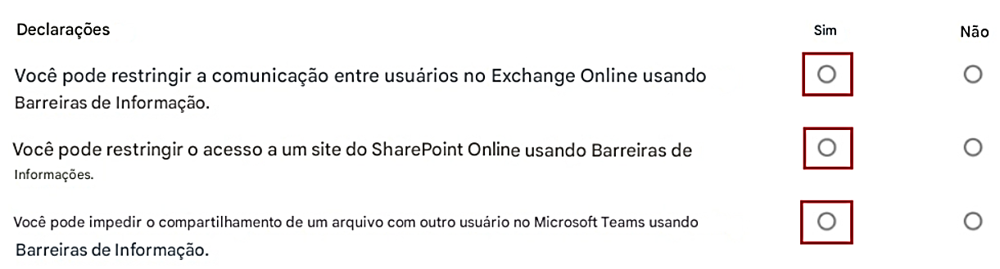 Declarações Sim Não
Você pode restringir a comunicação entre usuários no Exchange Online usando
Barreiras de Informação.
Você pode restringir o acesso a um site do SharePoint Online usando Barreiras de
Informações.
Você pode impedir o compartilhamento de um arquivo com outro usuário no Microsoft Teams usando
Barreiras de Informação.